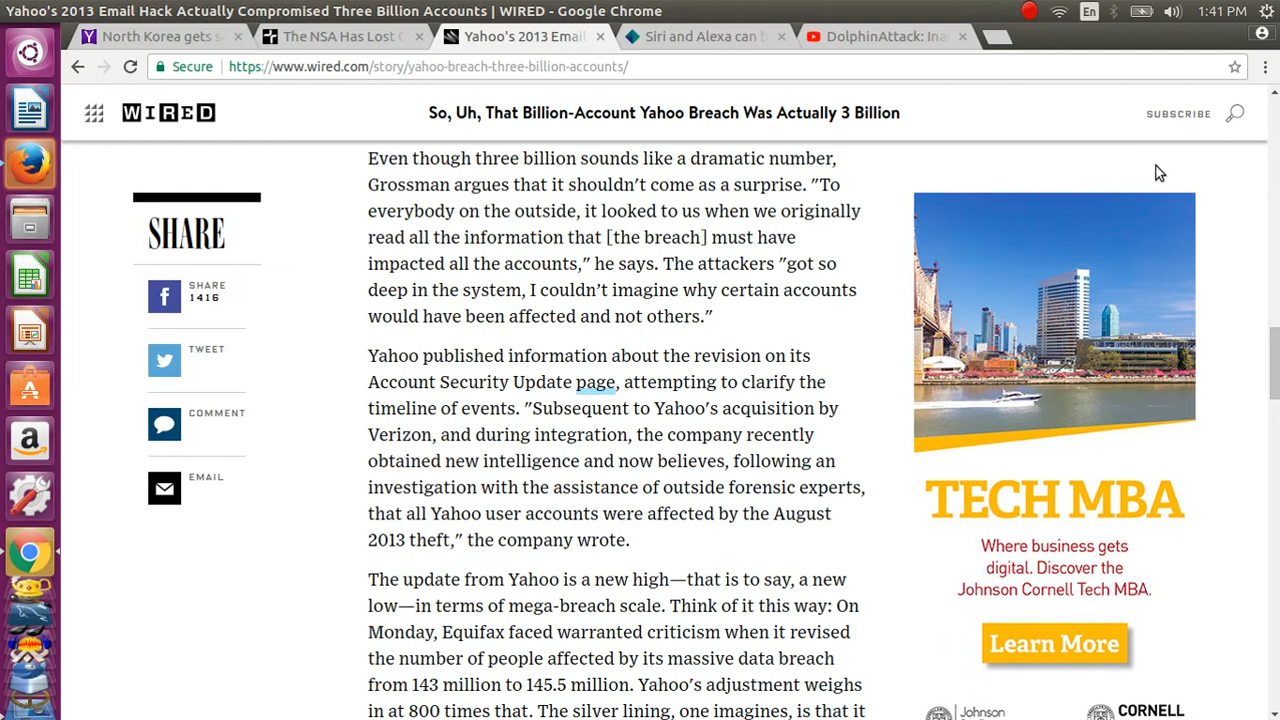 Yahoo's 2013 Email Hack Actually Compromised Three Billion Accounts | WIRED - Google Chrome
En
1:41 PM
North Korea gets s
The NSA Has Lost C
Yahoo's 2013 Email
Siri and Alexa can b
DolphinAttack: Ina
Secure
https://www.wired.com/story/yahoo-breach-three-billion-accounts/
WIRED
So, Uh, That Billion-Account Yahoo Breach Was Actually 3 Billion
SUBSCRIBE
Even though three billion sounds like a dramatic number,
Grossman argues that it shouldn't come as a surprise. "To
everybody on the outside, it looked to us when we originally
read all the information that [the breach] must have
impacted all the accounts," he says. The attackers "got so
deep in the system, I couldn't imagine why certain accounts
would have been affected and not others."
Yahoo published information about the revision on its
Account Security Update page, attempting to clarify the
timeline of events. "Subsequent to Yahoo's acquisition by
Verizon, and during integration, the company recently
obtained new intelligence and now believes, following an
investigation with the assistance of outside forensic experts,
that all Yahoo user accounts were affected by the August
2013 theft," the company wrote.
The update from Yahoo is a new high—that is to say, a new
low—in terms of mega-breach scale. Think of it this way: On
Monday, Equifax faced warranted criticism when it revised
the number of people affected by its massive data breach
from 143 million to 145.5 million. Yahoo's adjustment weighs
in at 800 times that. The silver lining, one imagines, is that it
SHARE
SHARE
1416
TWEET
COMMENT
EMAIL
TECH MBA
Where business gets
digital. Discover the
Johnson Cornell Tech MBA.
Learn More
Johnson
Cornell
CORNELL